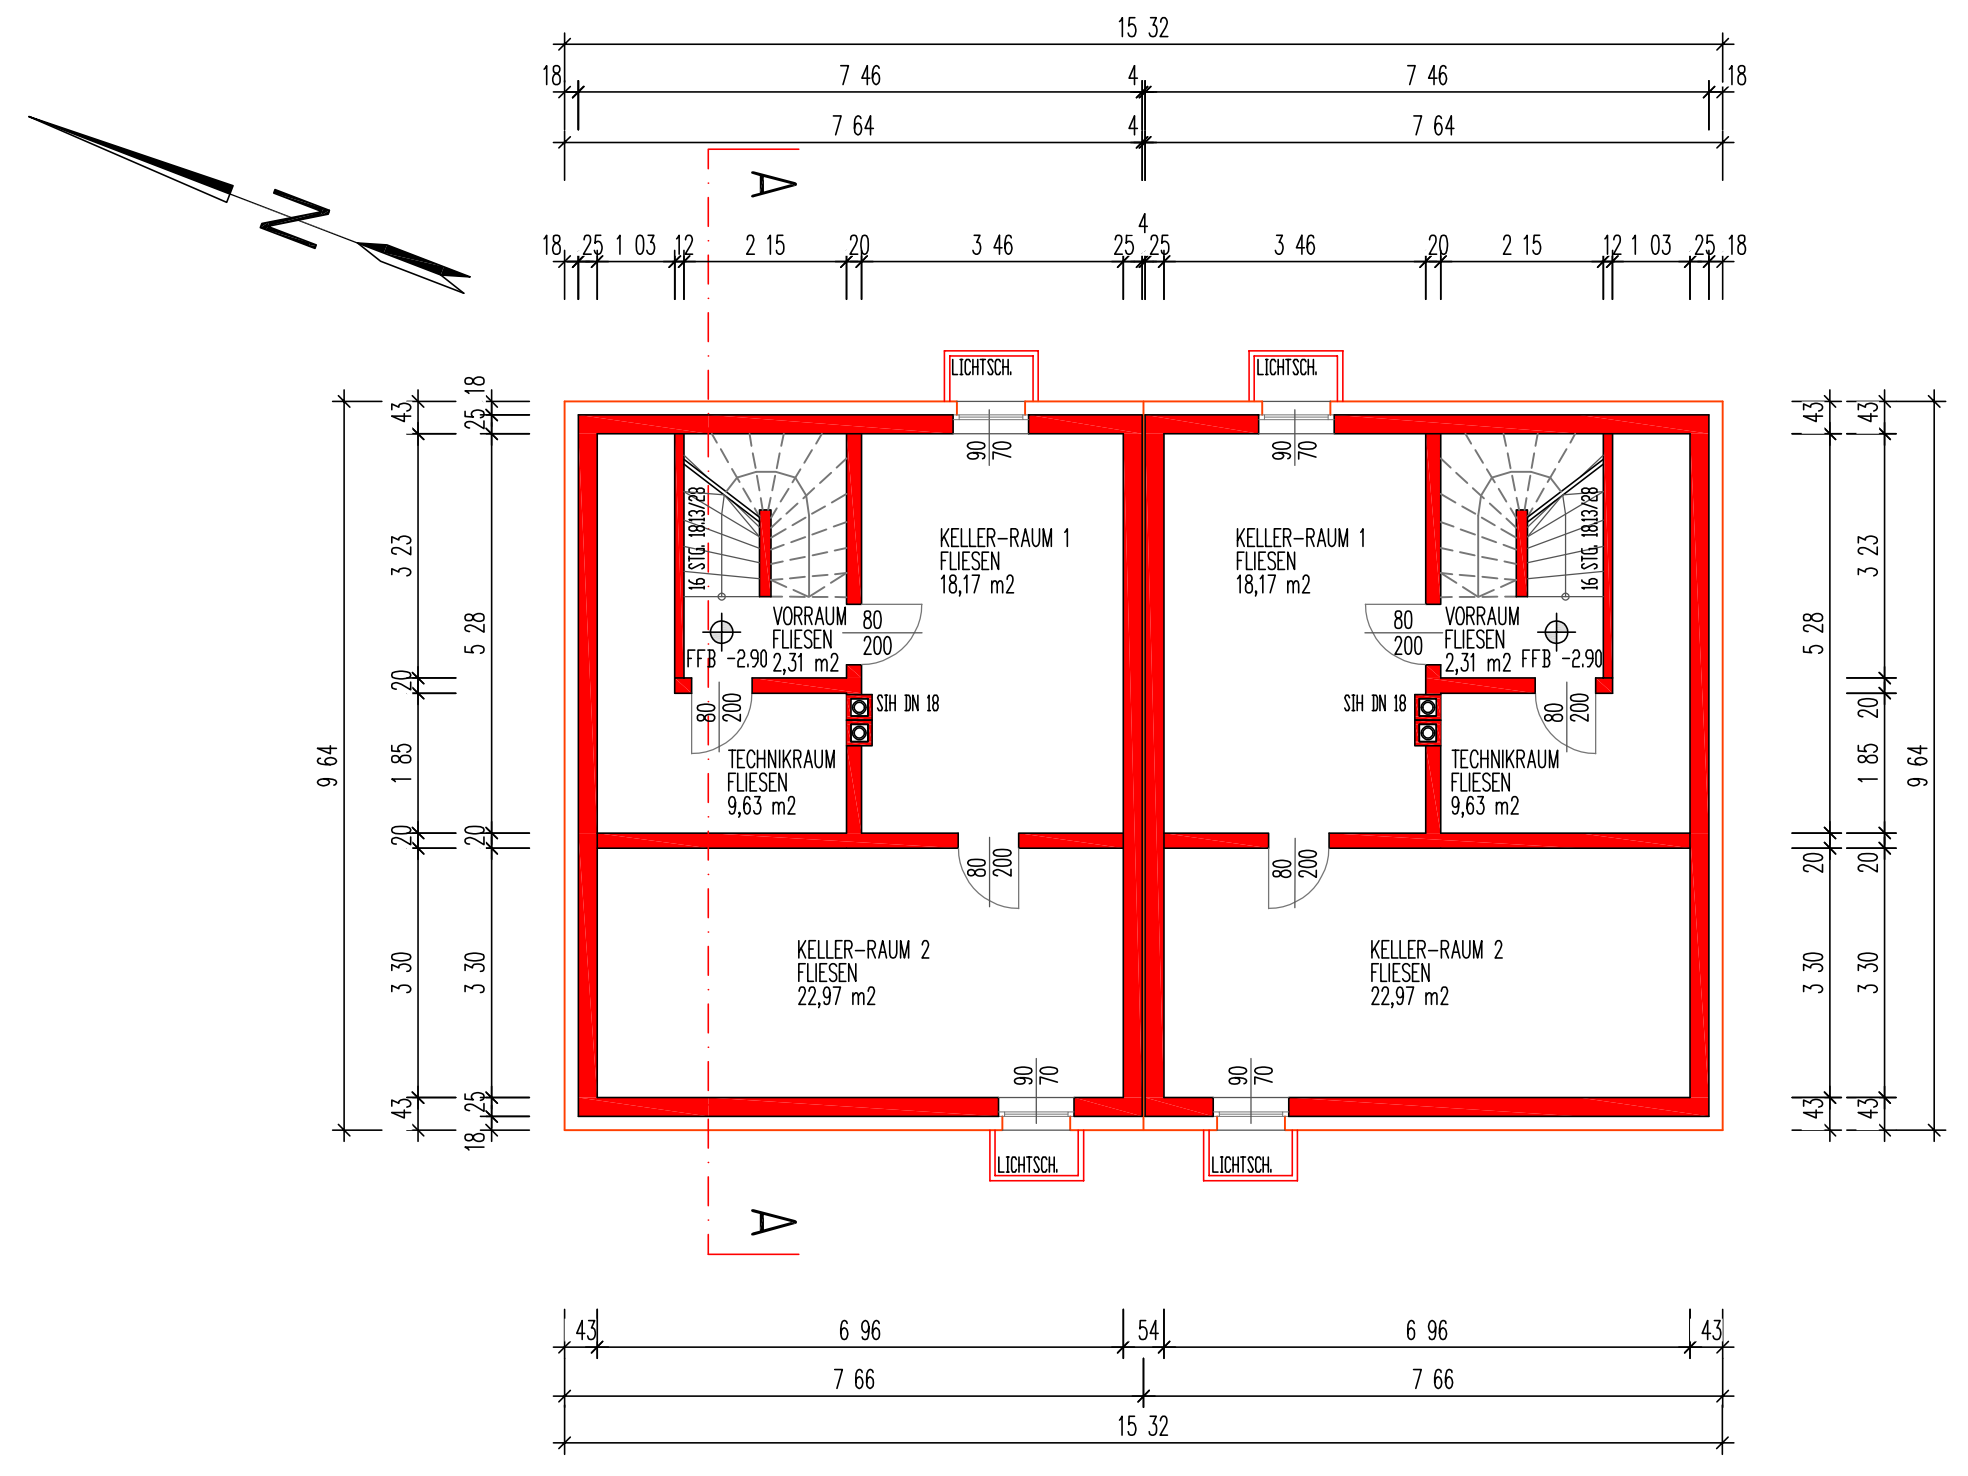 15 32
18 7 46 4 7 46 18
7 64 4 7 64
A
N
4
18 25 1 03 12 2 15 20 3 46 25 25 3 46 20 2 15 12 1 03 25 18
LICHTSCH. LICHTSCH.
90 70 90 70
16 STG. 18.13/28
16 STG. 18.13/28
KELLER-RAUM 1
FLIESEN
18,17 m2
KELLER-RAUM 1
FLIESEN
18,17 m2
VORRAUM
FLIESEN
2,31 m2
FFB -2.90
80
200
80
200
VORRAUM
FLIESEN
2,31 m2
FFB -2.90
80 200
SIH DN 18
SIH DN 18
80 200
TECHNIKRAUM
FLIESEN
9,63 m2
TECHNIKRAUM
FLIESEN
9,63 m2
80 200
80 200
KELLER-RAUM 2
FLIESEN
22,97 m2
KELLER-RAUM 2
FLIESEN
22,97 m2
90 70
90 70
LICHTSCH. LICHTSCH.
A
9 64
43 3 23 20 1 85 20 3 30 43
18 25 5 28 20 3 30 25 18
43 5 28 20 3 30 43
43 3 23 20 1 85 20 3 30 43
9 64
43 6 96 54 6 96 43
7 66 7 66
15 32